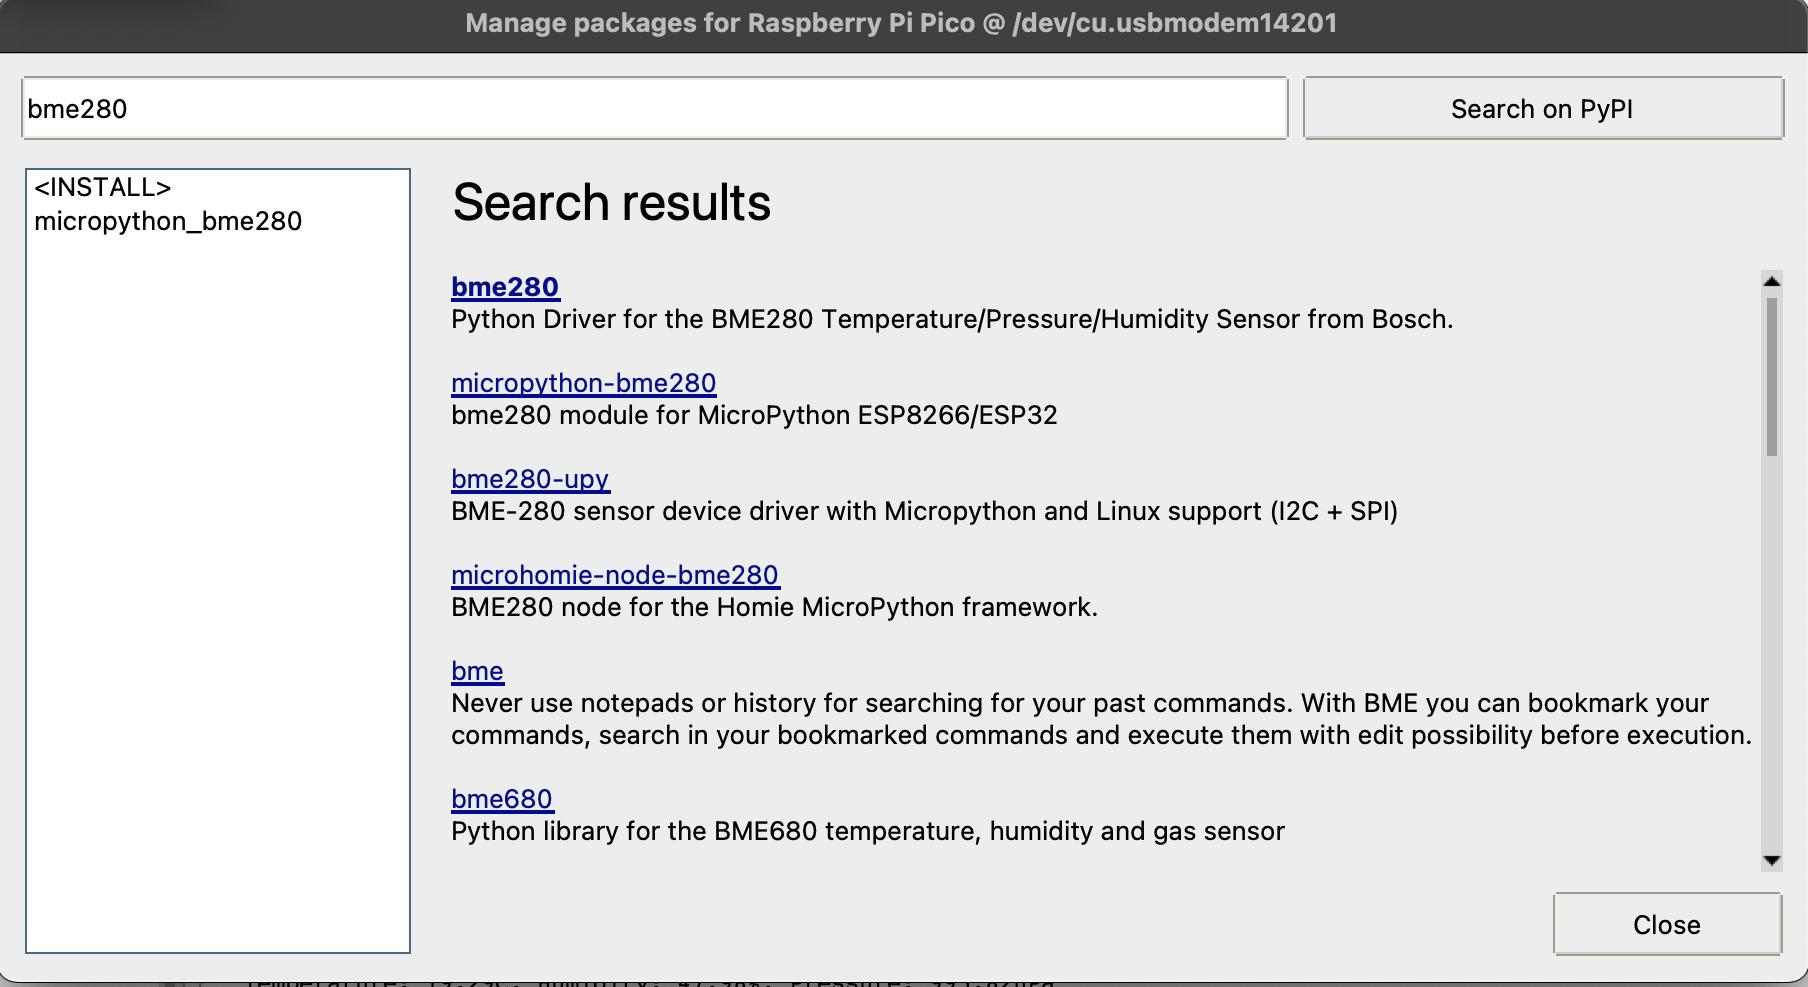 Manage packages for Raspberry Pi Pico @ /dev/cu.usbmodem14201
bme280
Search on PyPI
<INSTALL>
micropython_bme280
Search results
bme280
Python Driver for the BME280 Temperature/Pressure/Humidity Sensor from Bosch.
micropython-bme280
bme280 module for MicroPython ESP8266/ESP32
bme280-upy
BME-280 sensor device driver with Micropython and Linux support (I2C + SPI)
microhomie-node-bme280
BME280 node for the Homie MicroPython framework.
bme
Never use notepads or history for searching for your past commands. With BME you can bookmark your
commands, search in your bookmarked commands and execute them with edit possibility before execution.
bme680
Python library for the BME680 temperature, humidity and gas sensor
Close